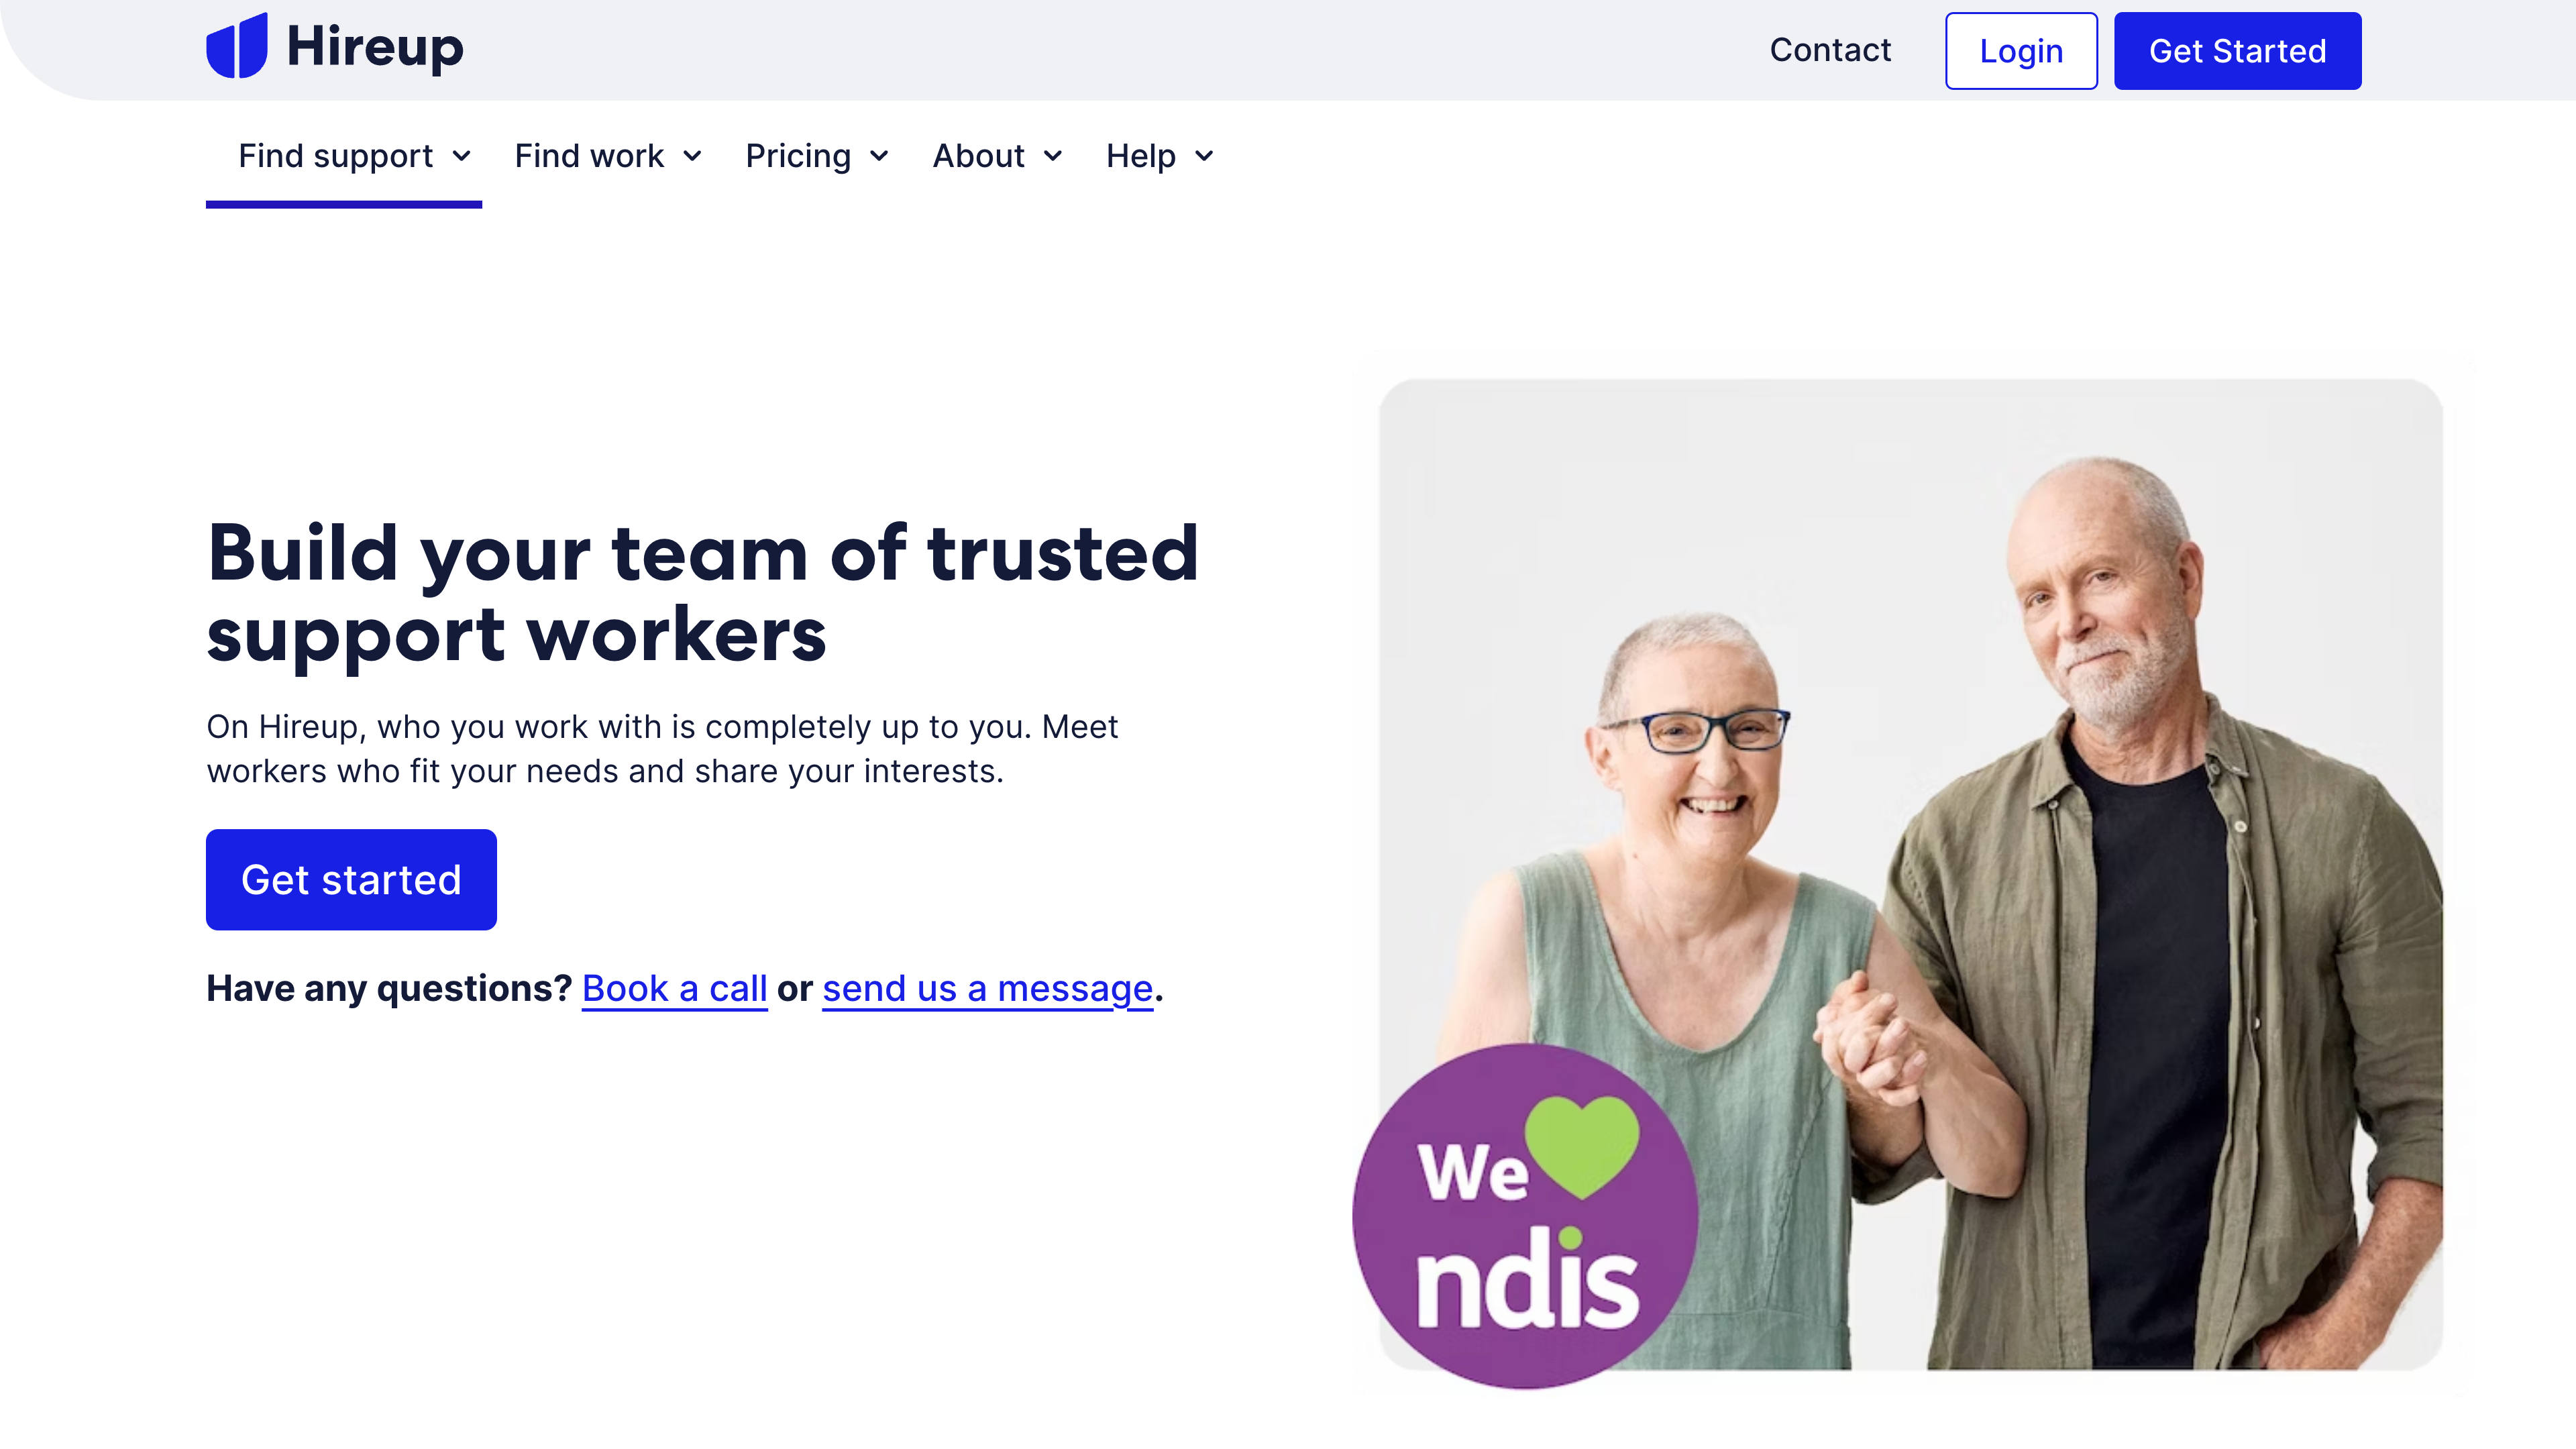 Hireup
Contact
Login
Get Started
Find support
Find work
Pricing
About
Help
Build your team of trusted
support workers
On Hireup, who you work with is completely up to you. Meet
workers who fit your needs and share your interests.
Get started
Have any questions? Book a call or send us a message.
We
ndis